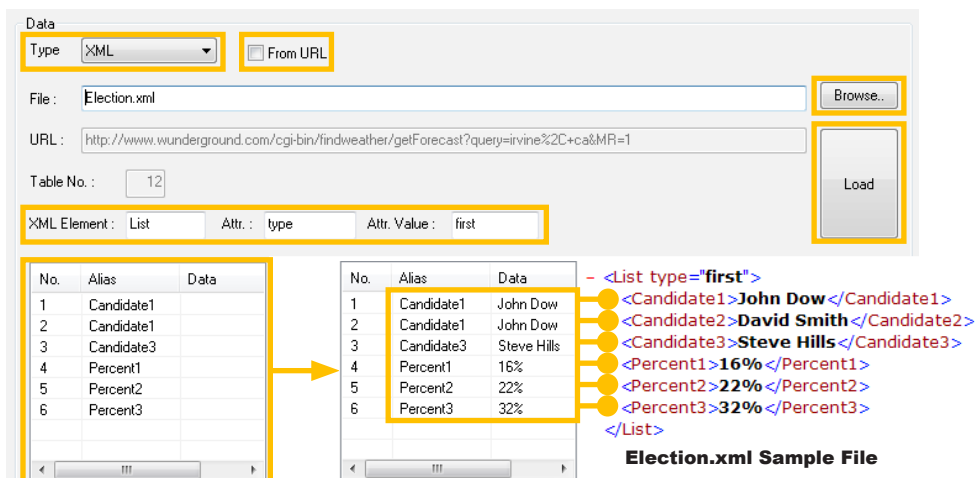 Data
Type XML From URL
File : Election.xml Browse..
URL : http://www.wunderground.com/cgi-bin/findweather/getForecast?query=irvine%2C+ca&MR=1
Table No. : 12 Load
XML Element : List Attr. : type Attr. Value : first
No. Alias Data
1 Candidate1
2 Candidate1
3 Candidate3
4 Percent1
5 Percent2
6 Percent3
No. Alias Data
1 Candidate1 John Dow
2 Candidate1 John Dow
3 Candidate3 Steve Hills
4 Percent1 16%
5 Percent2 22%
6 Percent3 32%
- <List type="first">
<Candidate1>John Dow</Candidate1>
<Candidate2>David Smith</Candidate2>
<Candidate3>Steve Hills</Candidate3>
<Percent1>16%</Percent1>
<Percent2>22%</Percent2>
<Percent3>32%</Percent3>
</List>
Election.xml Sample File